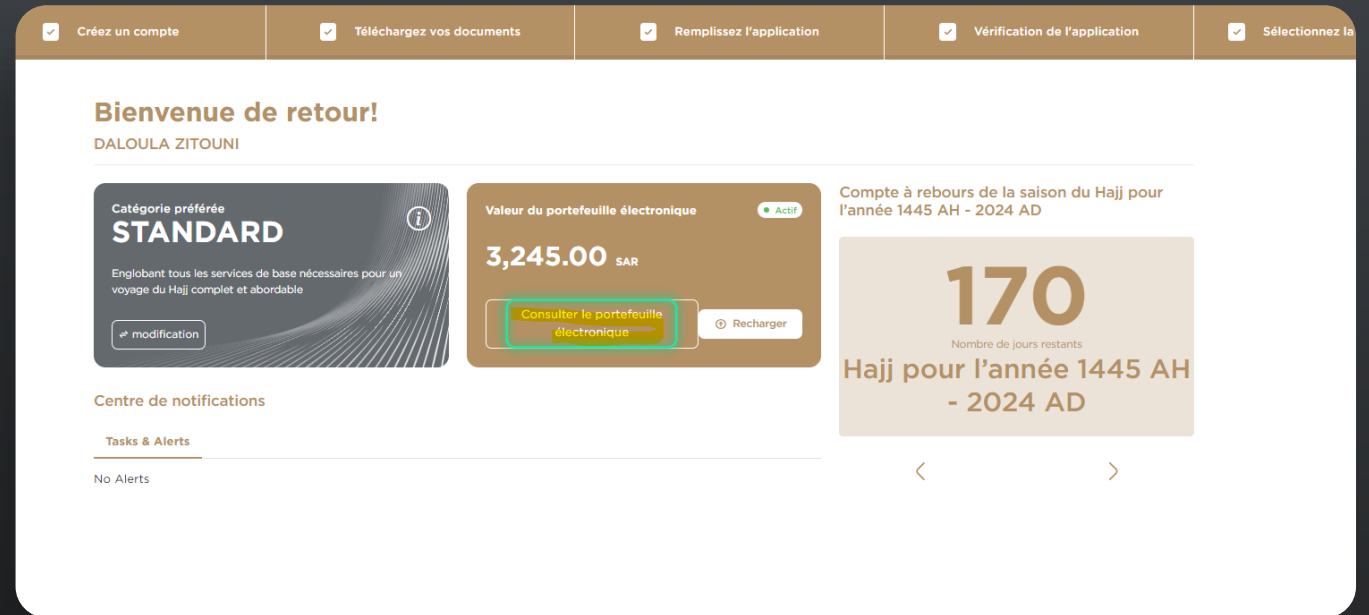 Créez un compte
Téléchargez vos documents
Remplissez l'application
Vérification de l'application
Sélectionnez la
Bienvenue de retour!
DALOULA ZITOUNI
Catégorie préférée
STANDARD
Englobant tous les services de base nécessaires pour un
voyage du Hajj complet et abordable
modification
Valeur du portefeuille électronique
Actif
3,245.00 SAR
Consulter le portefeuille
électronique
Recharger
Compte à rebours de la saison du Hajj pour
l'année 1445 AH - 2024 AD
170
Nombre de jours restants
Hajj pour l'année 1445 AH
- 2024 AD
Centre de notifications
Tasks & Alerts
No Alerts